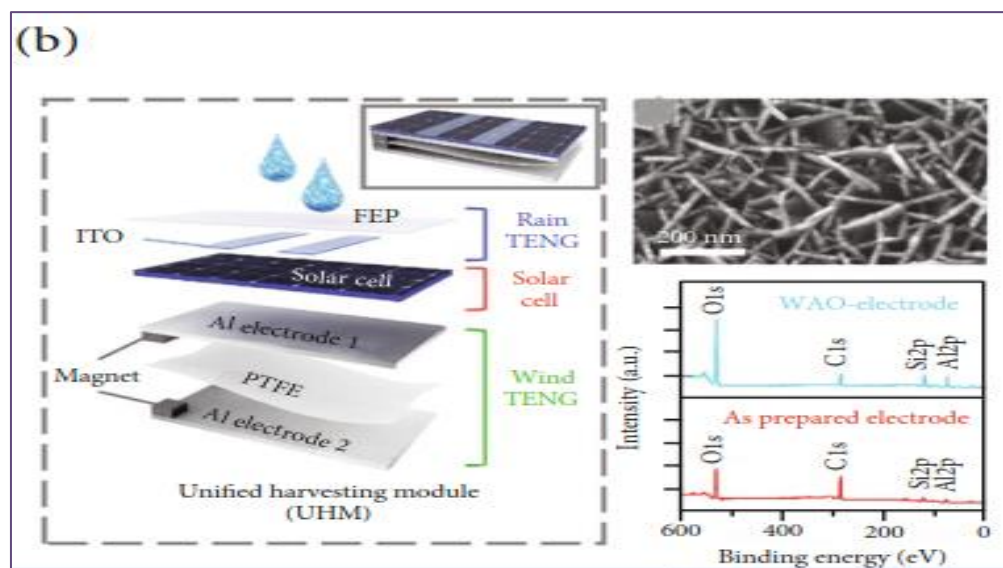 (b)
FEP
ITO
Rain
TENG
Solar cell
Solar
cell
Al electrode 1
Magnet
PTFE
Wind
TENG
Al electrode 2
Unified harvesting module
(UHM)
200 nm
WAO-electrode
O1s
C1s
Si2p
Al2p
As prepared electrode
O1s
C1s
Si2p
Al2p
Intensity (a.u.)
600 400 200 0
Binding energy (eV)